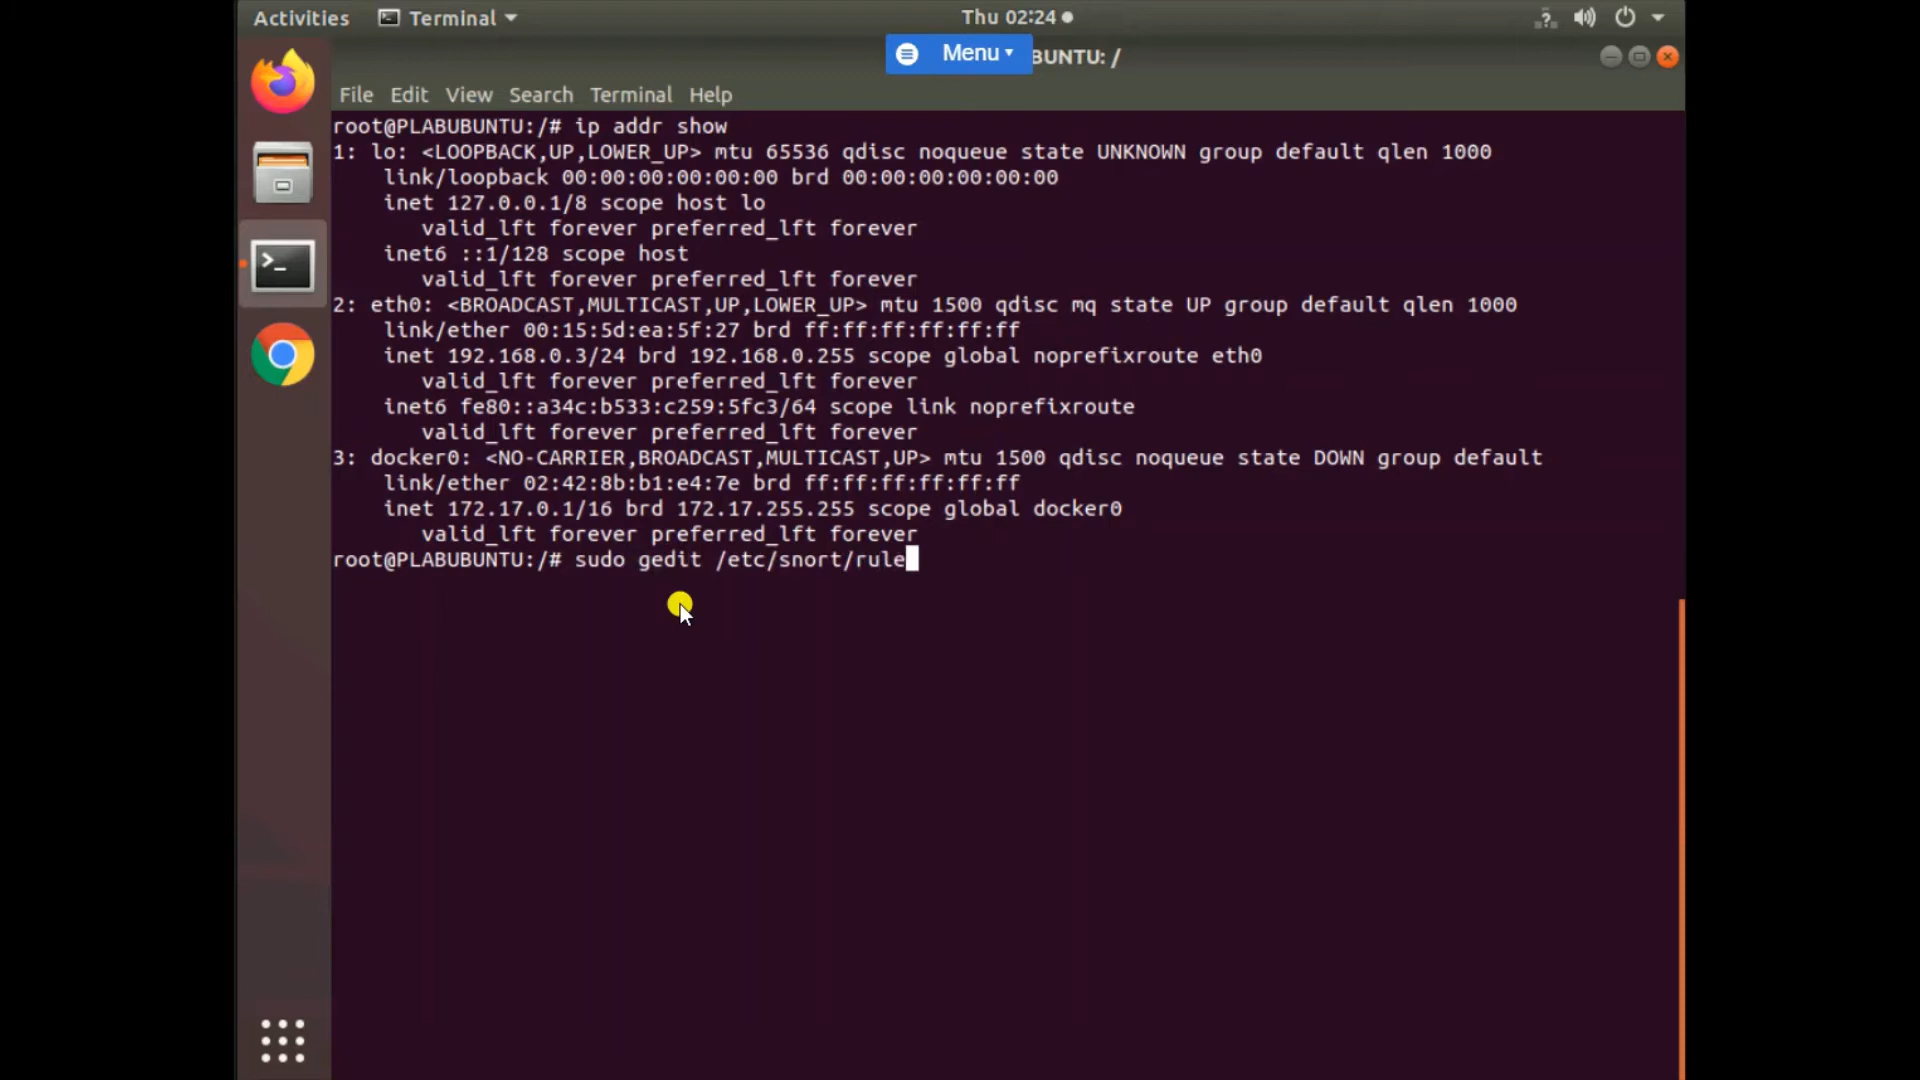 Activities Terminal Thu 02:24
Menu BUNTU: /
File Edit View Search Terminal Help
root@PLABUBUNTU:/# ip addr show
1: lo: <LOOPBACK,UP,LOWER_UP> mtu 65536 qdisc noqueue state UNKNOWN group default qlen 1000
link/loopback 00:00:00:00:00:00 brd 00:00:00:00:00:00
inet 127.0.0.1/8 scope host lo
valid_lft forever preferred_lft forever
inet6 ::1/128 scope host
valid_lft forever preferred_lft forever
2: eth0: <BROADCAST,MULTICAST,UP,LOWER_UP> mtu 1500 qdisc mq state UP group default qlen 1000
link/ether 00:15:5d:ea:5f:27 brd ff:ff:ff:ff:ff:ff
inet 192.168.0.3/24 brd 192.168.0.255 scope global noprefixroute eth0
valid_lft forever preferred_lft forever
inet6 fe80::a34c:b533:c259:5fc3/64 scope link noprefixroute
valid_lft forever preferred_lft forever
3: docker0: <NO-CARRIER,BROADCAST,MULTICAST,UP> mtu 1500 qdisc noqueue state DOWN group default
link/ether 02:42:8b:b1:e4:7e brd ff:ff:ff:ff:ff:ff
inet 172.17.0.1/16 brd 172.17.255.255 scope global docker0
valid_lft forever preferred_lft forever
root@PLABUBUNTU:/# sudo gedit /etc/snort/rule